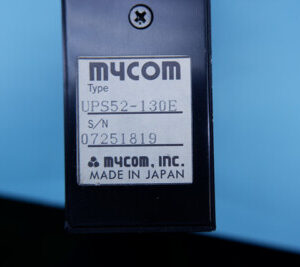 mycom
Type
UPS52-130E
S/N
07251819
mycom, INC.
MADE IN JAPAN